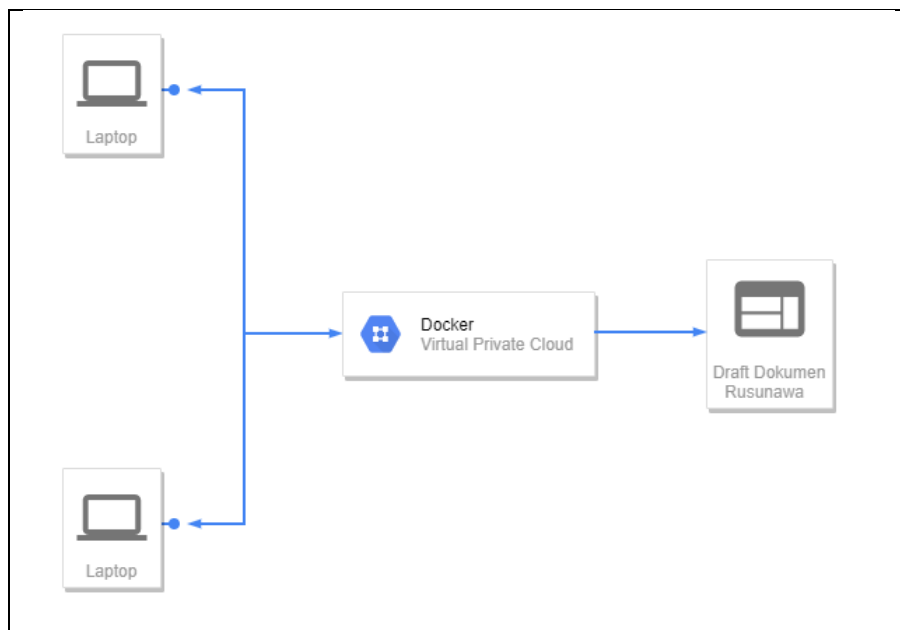 Laptop
Docker
Virtual Private Cloud
Draft Dokumen
Rusunawa
Laptop